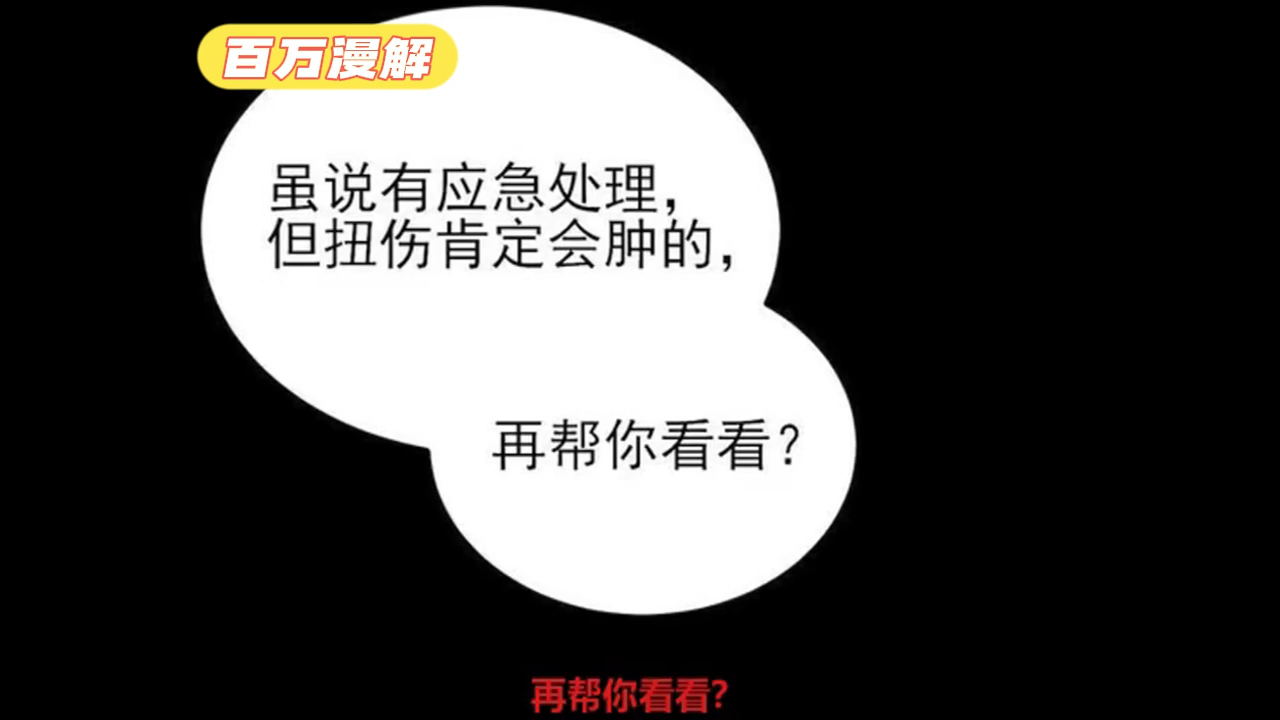 百万漫解
虽说有应急处理，
但扭伤肯定会肿的，
再帮你看看？
再帮你看看？